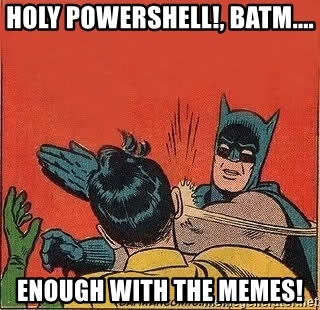 HOLY POWERSHELL!, BATM....
ENOUGH WITH THE MEMES!